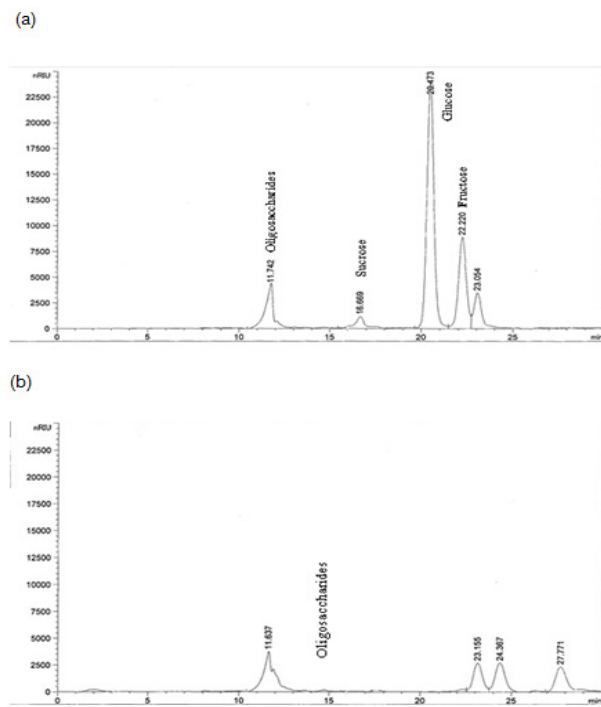 (a)
nRIU
22500
20000
17500
15000
12500
10000
7500
5000
2500
0
11.742 Oligosaccharides
16.669 Sucrose
20.473 Glucose
22.220 Fructose
23.054
0 5 10 15 20 25 min
(b)
nRIU
22500
20000
17500
15000
12500
10000
7500
5000
2500
0
11.637 Oligosaccharides
23.155
24.367
27.771
0 5 10 15 20 25 min